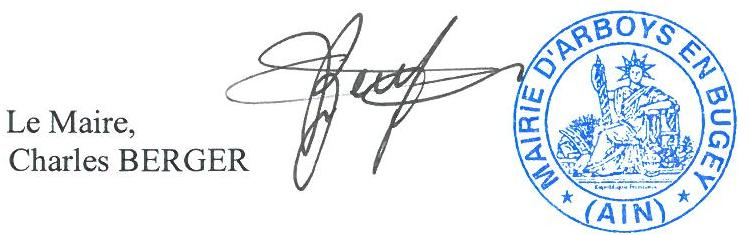 Le Maire,
Charles BERGER
MAIRIE D'ARBOYS EN BUGEY
(AIN)